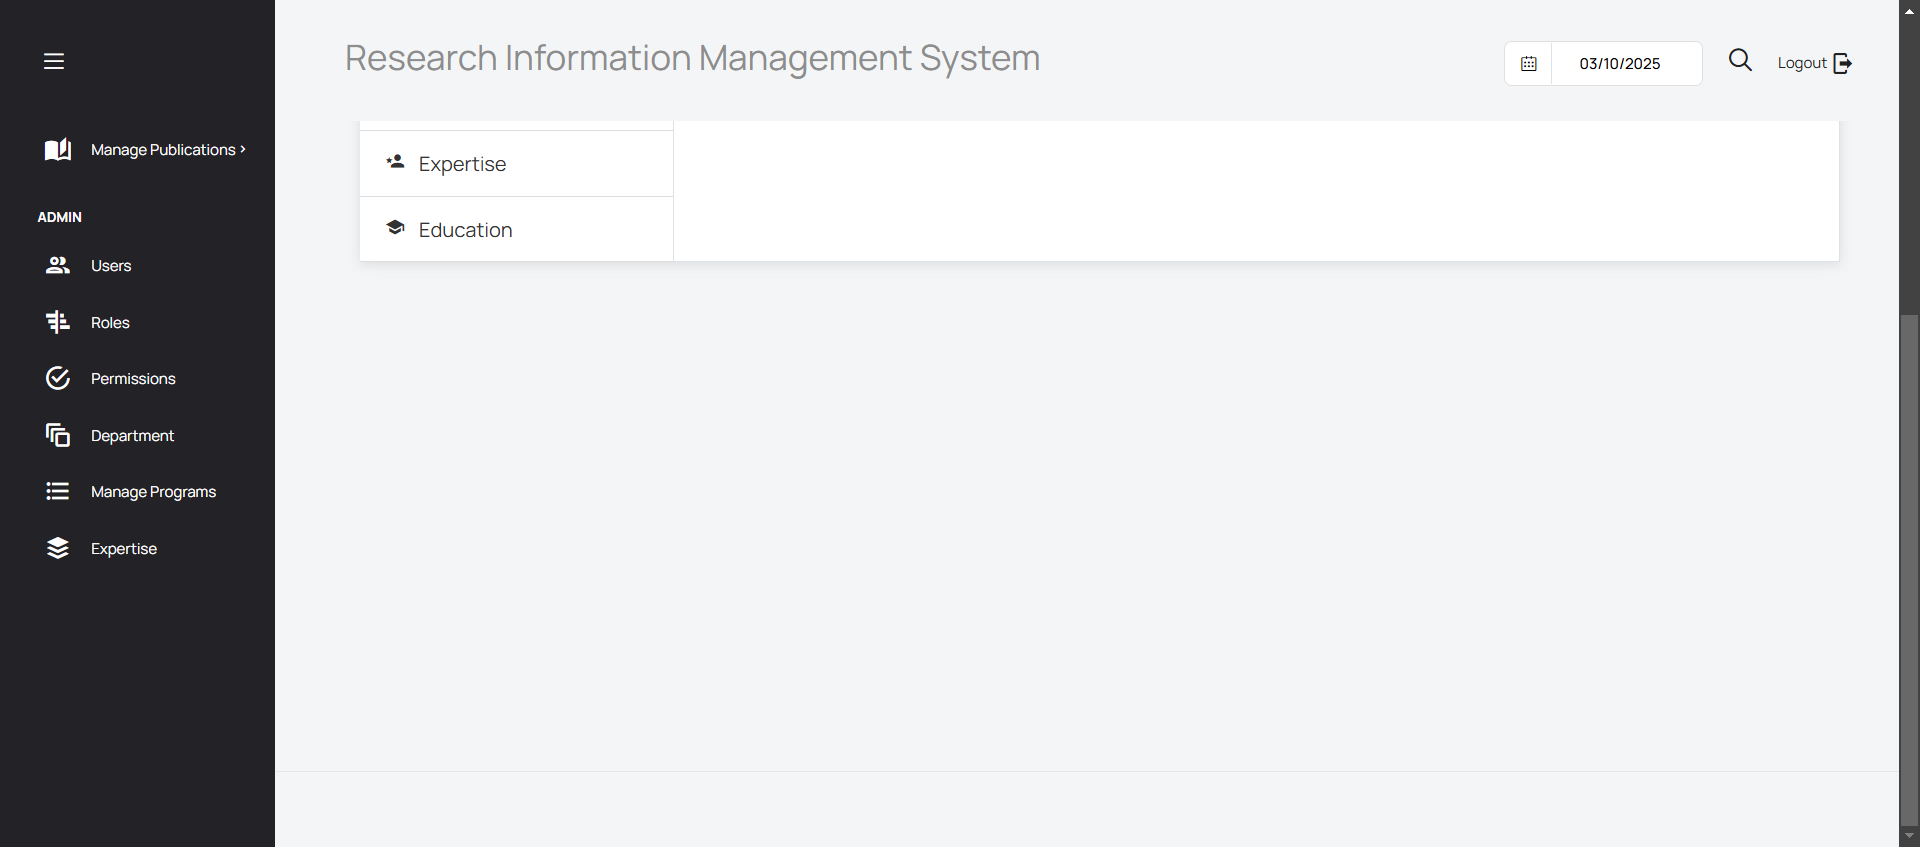 Research Information Management System
03/10/2025
Logout
Manage Publications
ADMIN
Users
Roles
Permissions
Department
Manage Programs
Expertise
Expertise
Education